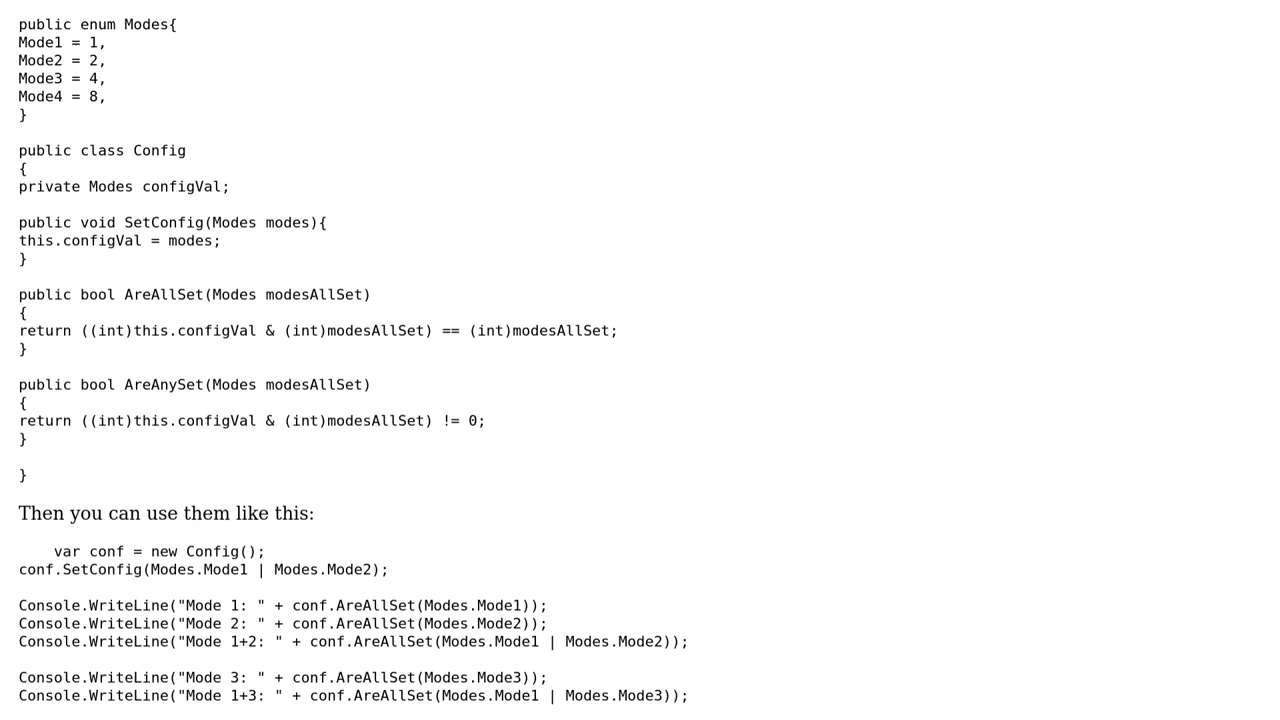 public enum Modes{
Mode1 = 1,
Mode2 = 2,
Mode3 = 4,
Mode4 = 8,
}
public class Config
{
private Modes configVal;
public void SetConfig(Modes modes){
this.configVal = modes;
}
public bool AreAllSet(Modes modesAllSet)
{
return ((int)this.configVal & (int)modesAllSet) == (int)modesAllSet;
}
public bool AreAnySet(Modes modesAllSet)
{
return ((int)this.configVal & (int)modesAllSet) != 0;
}
}
Then you can use them like this:
var conf = new Config();
conf.SetConfig(Modes.Mode1 | Modes.Mode2);
Console.WriteLine("Mode 1: " + conf.AreAllSet(Modes.Mode1));
Console.WriteLine("Mode 2: " + conf.AreAllSet(Modes.Mode2));
Console.WriteLine("Mode 1+2: " + conf.AreAllSet(Modes.Mode1 | Modes.Mode2));
Console.WriteLine("Mode 3: " + conf.AreAllSet(Modes.Mode3));
Console.WriteLine("Mode 1+3: " + conf.AreAllSet(Modes.Mode1 | Modes.Mode3));